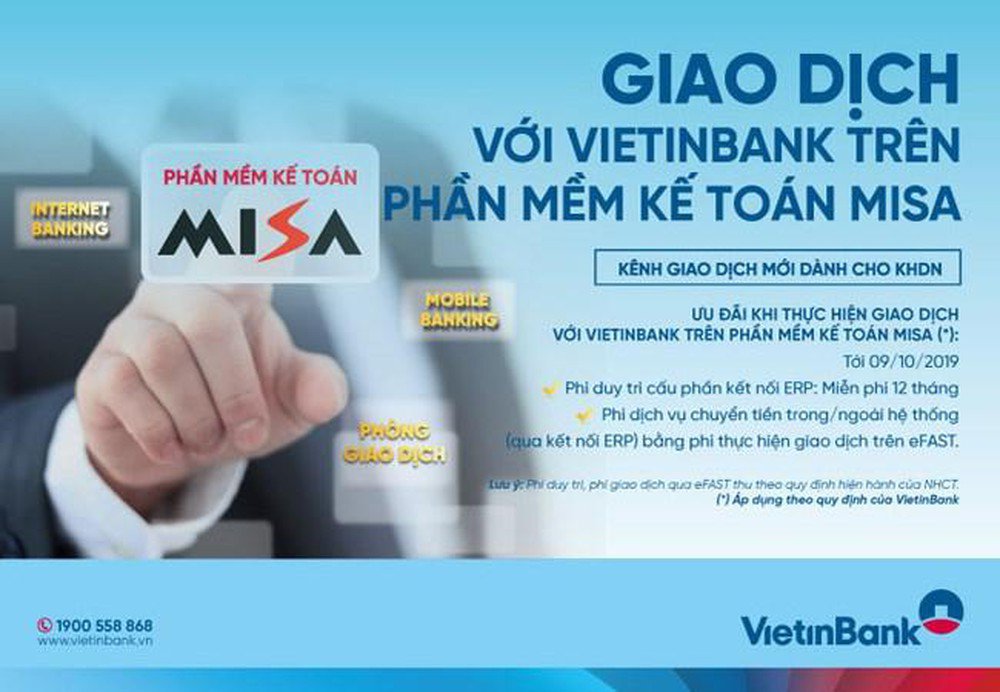 GIAO DỊCH
VỚI VIETINBANK TRÊN
PHẦN MỀM KẾ TOÁN MISA
PHẦN MỀM KẾ TOÁN
MISA
INTERNET
BANKING
MOBILE
BANKING
PHÒNG
GIAO DỊCH
KÊNH GIAO DỊCH MỚI DÀNH CHO KHDN
ƯU ĐÃI KHI THỰC HIỆN GIAO DỊCH
VỚI VIETINBANK TRÊN PHẦN MỀM KẾ TOÁN MISA (*):
Tới 09/10/2019
Phí duy trì cấu phần kết nối ERP: Miễn phí 12 tháng
Phí dịch vụ chuyển tiền trong/ngoài hệ thống
(qua kết nối ERP) bằng phí thực hiện giao dịch trên eFAST.
Lưu ý: Phí duy trì, phí giao dịch qua eFAST thu theo quy định hiện hành của NHCT.
(*) Áp dụng theo quy định của VietinBank
1900 558 868
www.vietinbank.vn
VietinBank